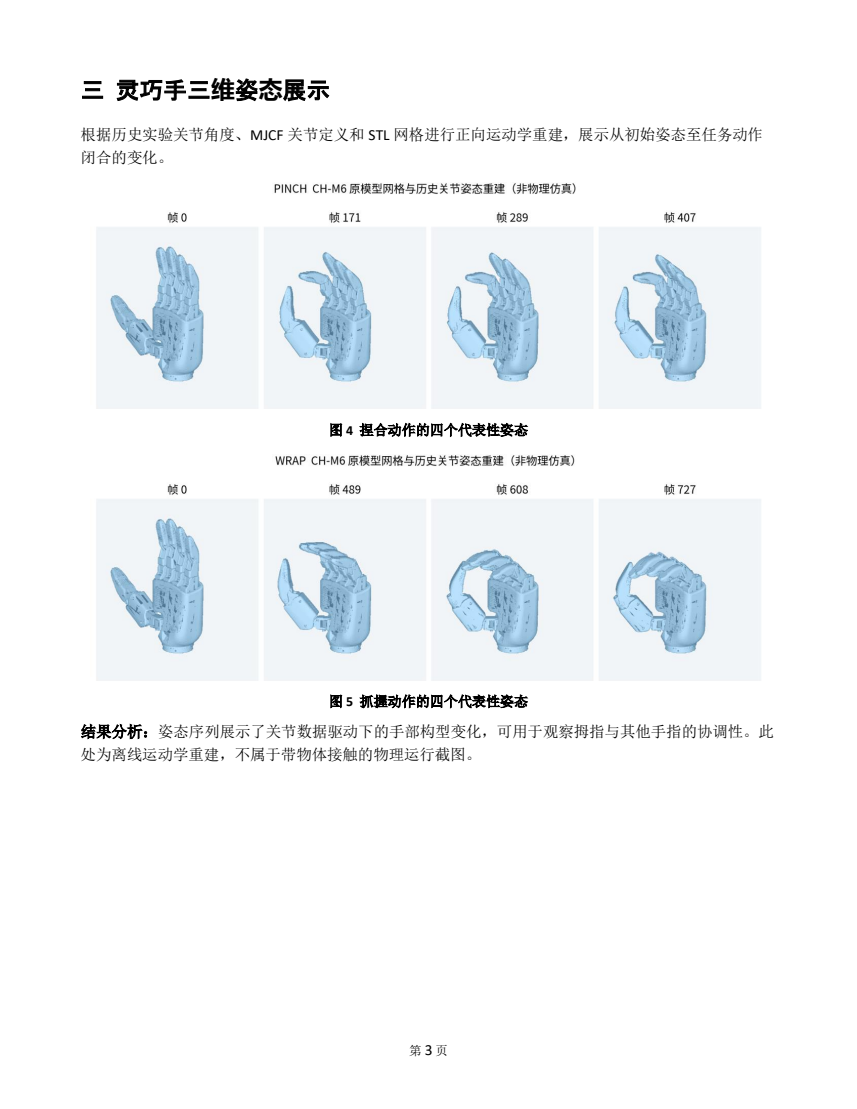 三 灵巧手三维姿态展示
根据历史实验关节角度、MJCF 关节定义和 STL 网格进行正向运动学重建，展示从初始姿态至任务动作
闭合的变化。
PINCH CH-M6 原模型网格与历史关节姿态重建（非物理仿真）
帧 0 帧 171 帧 289 帧 407
图 4 捏合动作的四个代表性姿态
WRAP CH-M6 原模型网格与历史关节姿态重建（非物理仿真）
帧 0 帧 489 帧 608 帧 727
图 5 抓握动作的四个代表性姿态
结果分析：姿态序列展示了关节数据驱动下的手部构型变化，可用于观察拇指与其他手指的协调性。此
处为离线运动学重建，不属于带物体接触的物理运行截图。
第 3 页